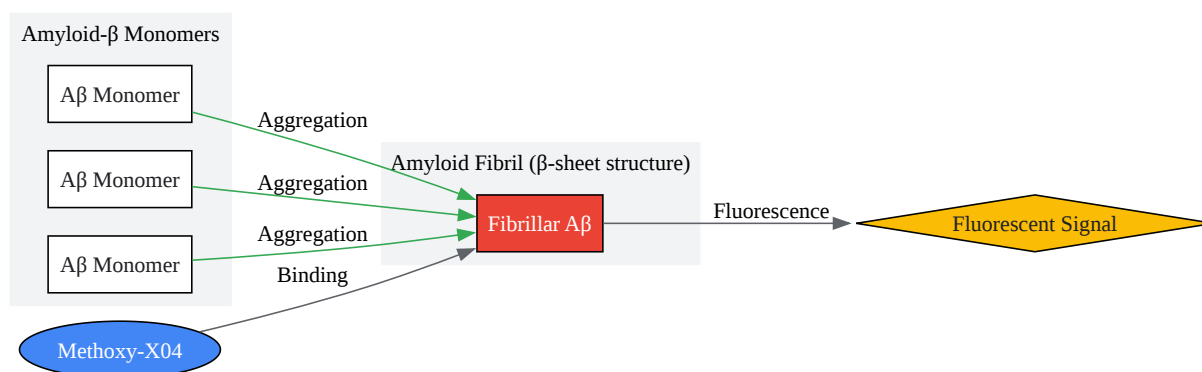 Amyloid-β Monomers
Aβ Monomer
Aβ Monomer
Aβ Monomer
Methoxy-X04
Aggregation
Aggregation
Aggregation
Binding
Amyloid Fibril (β-sheet structure)
Fibrillar Aβ
Fluorescence
Fluorescent Signal